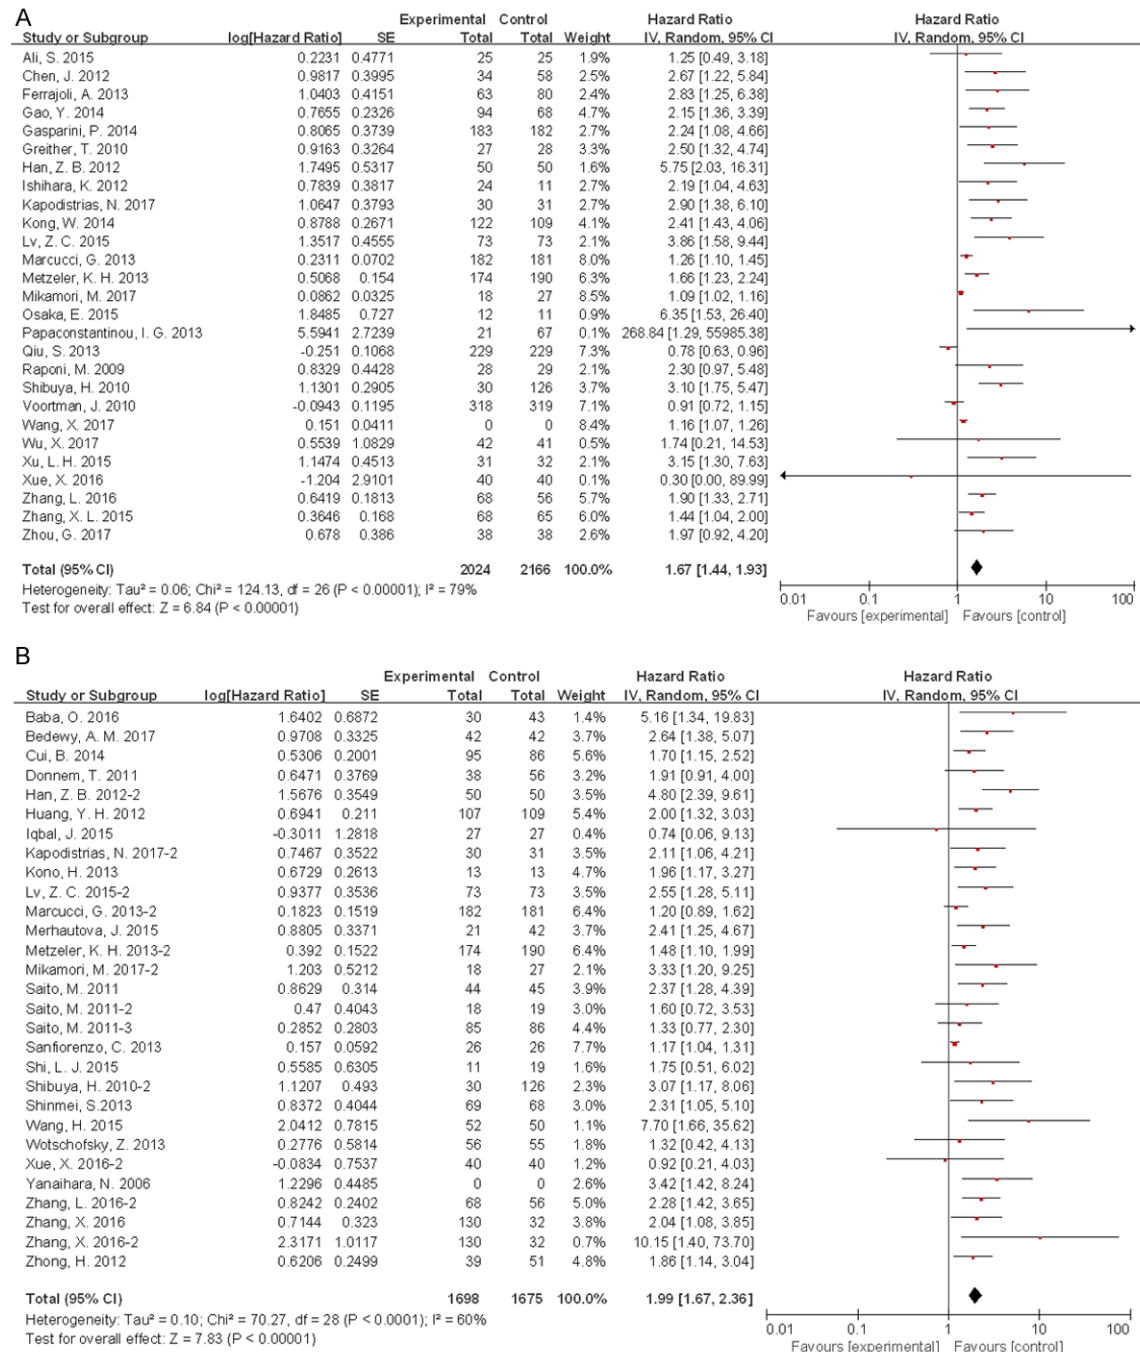 A
Experimental Control Hazard Ratio Hazard Ratio
Study or Subgroup log[Hazard Ratio] SE Total Total Weight IV, Random, 95% CI IV, Random, 95% CI
Ali, S. 2015 0.2231 0.4771 25 25 1.9% 1.25 [0.49, 3.18]
Chen, J. 2012 0.9817 0.3995 34 58 2.5% 2.67 [1.22, 5.84]
Ferrajoli, A. 2013 1.0403 0.4151 63 80 2.4% 2.83 [1.25, 6.38]
Gao, Y. 2014 0.7655 0.2326 94 68 4.7% 2.15 [1.36, 3.39]
Gasparini, P. 2014 0.8065 0.3739 183 182 2.7% 2.24 [1.08, 4.66]
Greither, T. 2010 0.9163 0.3264 27 28 3.3% 2.50 [1.32, 4.74]
Han, Z. B. 2012 1.7495 0.5317 50 50 1.6% 5.75 [2.03, 16.31]
Ishihara, K. 2012 0.7839 0.3817 24 11 2.7% 2.19 [1.04, 4.63]
Kapodistrias, N. 2017 1.0647 0.3793 30 31 2.7% 2.90 [1.38, 6.10]
Kong, W. 2014 0.8788 0.2671 122 109 4.1% 2.41 [1.43, 4.06]
Lv, Z. C. 2015 1.3517 0.4555 73 73 2.1% 3.86 [1.58, 9.44]
Marcucci, G. 2013 0.2311 0.0702 182 181 8.0% 1.26 [1.10, 1.45]
Metzeler, K. H. 2013 0.5068 0.154 174 190 6.3% 1.66 [1.23, 2.24]
Mikamori, M. 2017 0.0862 0.0325 18 27 8.5% 1.09 [1.02, 1.16]
Osaka, E. 2015 1.8485 0.727 12 11 0.9% 6.35 [1.53, 26.40]
Papaconstantinou, I. G. 2013 5.5941 2.7239 21 67 0.1% 268.84 [1.29, 55985.38]
Qiu, S. 2013 -0.251 0.1068 229 229 7.3% 0.78 [0.63, 0.96]
Raponi, M. 2009 0.8329 0.4428 28 29 2.2% 2.30 [0.97, 5.48]
Shibuya, H. 2010 1.1301 0.2905 30 126 3.7% 3.10 [1.75, 5.47]
Voortman, J. 2010 -0.0943 0.1195 318 319 7.1% 0.91 [0.72, 1.15]
Wang, X. 2017 0.151 0.0411 0 0 8.4% 1.16 [1.07, 1.26]
Wu, X. 2017 0.5539 1.0829 42 41 0.5% 1.74 [0.21, 14.53]
Xu, L. H. 2015 1.1474 0.4513 31 32 2.1% 3.15 [1.30, 7.63]
Xue, X. 2016 -1.204 2.9101 40 40 0.1% 0.30 [0.00, 89.99]
Zhang, L. 2016 0.6419 0.1813 68 56 5.7% 1.90 [1.33, 2.71]
Zhang, X. L. 2015 0.3646 0.168 68 65 6.0% 1.44 [1.04, 2.00]
Zhou, G. 2017 0.678 0.386 38 38 2.6% 1.97 [0.92, 4.20]
Total (95% CI) 2024 2166 100.0% 1.67 [1.44, 1.93]
Heterogeneity: Tau² = 0.06; Chi² = 124.13, df = 26 (P < 0.00001); I² = 79%
Test for overall effect: Z = 6.84 (P < 0.00001)
0.01 0.1 1 10 100
Favours [experimental] Favours [control]
B
Experimental Control Hazard Ratio Hazard Ratio
Study or Subgroup log[Hazard Ratio] SE Total Total Weight IV, Random, 95% CI IV, Random, 95% CI
Baba, O. 2016 1.6402 0.6872 30 43 1.4% 5.16 [1.34, 19.83]
Bedewy, A. M. 2017 0.9708 0.3325 42 42 3.7% 2.64 [1.38, 5.07]
Cui, B. 2014 0.5306 0.2001 95 86 5.6% 1.70 [1.15, 2.52]
Donnem, T. 2011 0.6471 0.3769 38 56 3.2% 1.91 [0.91, 4.00]
Han, Z. B. 2012-2 1.5676 0.3549 50 50 3.5% 4.80 [2.39, 9.61]
Huang, Y. H. 2012 0.6941 0.211 107 109 5.4% 2.00 [1.32, 3.03]
Iqbal, J. 2015 -0.3011 1.2818 27 27 0.4% 0.74 [0.06, 9.13]
Kapodistrias, N. 2017-2 0.7467 0.3522 30 31 3.5% 2.11 [1.06, 4.21]
Kono, H. 2013 0.6729 0.2613 13 13 4.7% 1.96 [1.17, 3.27]
Lv, Z. C. 2015-2 0.9377 0.3536 73 73 3.5% 2.55 [1.28, 5.11]
Marcucci, G. 2013-2 0.1823 0.1519 182 181 6.4% 1.20 [0.89, 1.62]
Merhautova, J. 2015 0.8805 0.3371 21 42 3.7% 2.41 [1.25, 4.67]
Metzeler, K. H. 2013-2 0.392 0.1522 174 190 6.4% 1.48 [1.10, 1.99]
Mikamori, M. 2017-2 1.203 0.5212 18 27 2.1% 3.33 [1.20, 9.25]
Saito, M. 2011 0.8629 0.314 44 45 3.9% 2.37 [1.28, 4.39]
Saito, M. 2011-2 0.47 0.4043 18 19 3.0% 1.60 [0.72, 3.53]
Saito, M. 2011-3 0.2852 0.2803 85 86 4.4% 1.33 [0.77, 2.30]
Sanfiorenzo, C. 2013 0.157 0.0592 26 26 7.7% 1.17 [1.04, 1.31]
Shi, L. J. 2015 0.5585 0.6305 11 19 1.6% 1.75 [0.51, 6.02]
Shibuya, H. 2010-2 1.1207 0.493 30 126 2.3% 3.07 [1.17, 8.06]
Shinmei, S.2013 0.8372 0.4044 69 68 3.0% 2.31 [1.05, 5.10]
Wang, H. 2015 2.0412 0.7815 52 50 1.1% 7.70 [1.66, 35.62]
Wotschofsky, Z. 2013 0.2776 0.5814 56 55 1.8% 1.32 [0.42, 4.13]
Xue, X. 2016-2 -0.0834 0.7537 40 40 1.2% 0.92 [0.21, 4.03]
Yanaihara, N. 2006 1.2296 0.4485 0 0 2.6% 3.42 [1.42, 8.24]
Zhang, L. 2016-2 0.8242 0.2402 68 56 5.0% 2.28 [1.42, 3.65]
Zhang, X. 2016 0.7144 0.323 130 32 3.8% 2.04 [1.08, 3.85]
Zhang, X. 2016-2 2.3171 1.0117 130 32 0.7% 10.15 [1.40, 73.70]
Zhong, H. 2012 0.6206 0.2499 39 51 4.8% 1.86 [1.14, 3.04]
Total (95% CI) 1698 1675 100.0% 1.99 [1.67, 2.36]
Heterogeneity: Tau² = 0.10; Chi² = 70.27, df = 28 (P < 0.0001); I² = 60%
Test for overall effect: Z = 7.83 (P < 0.00001)
0.01 0.1 1 10 100
Favours [experimental] Favours [control]